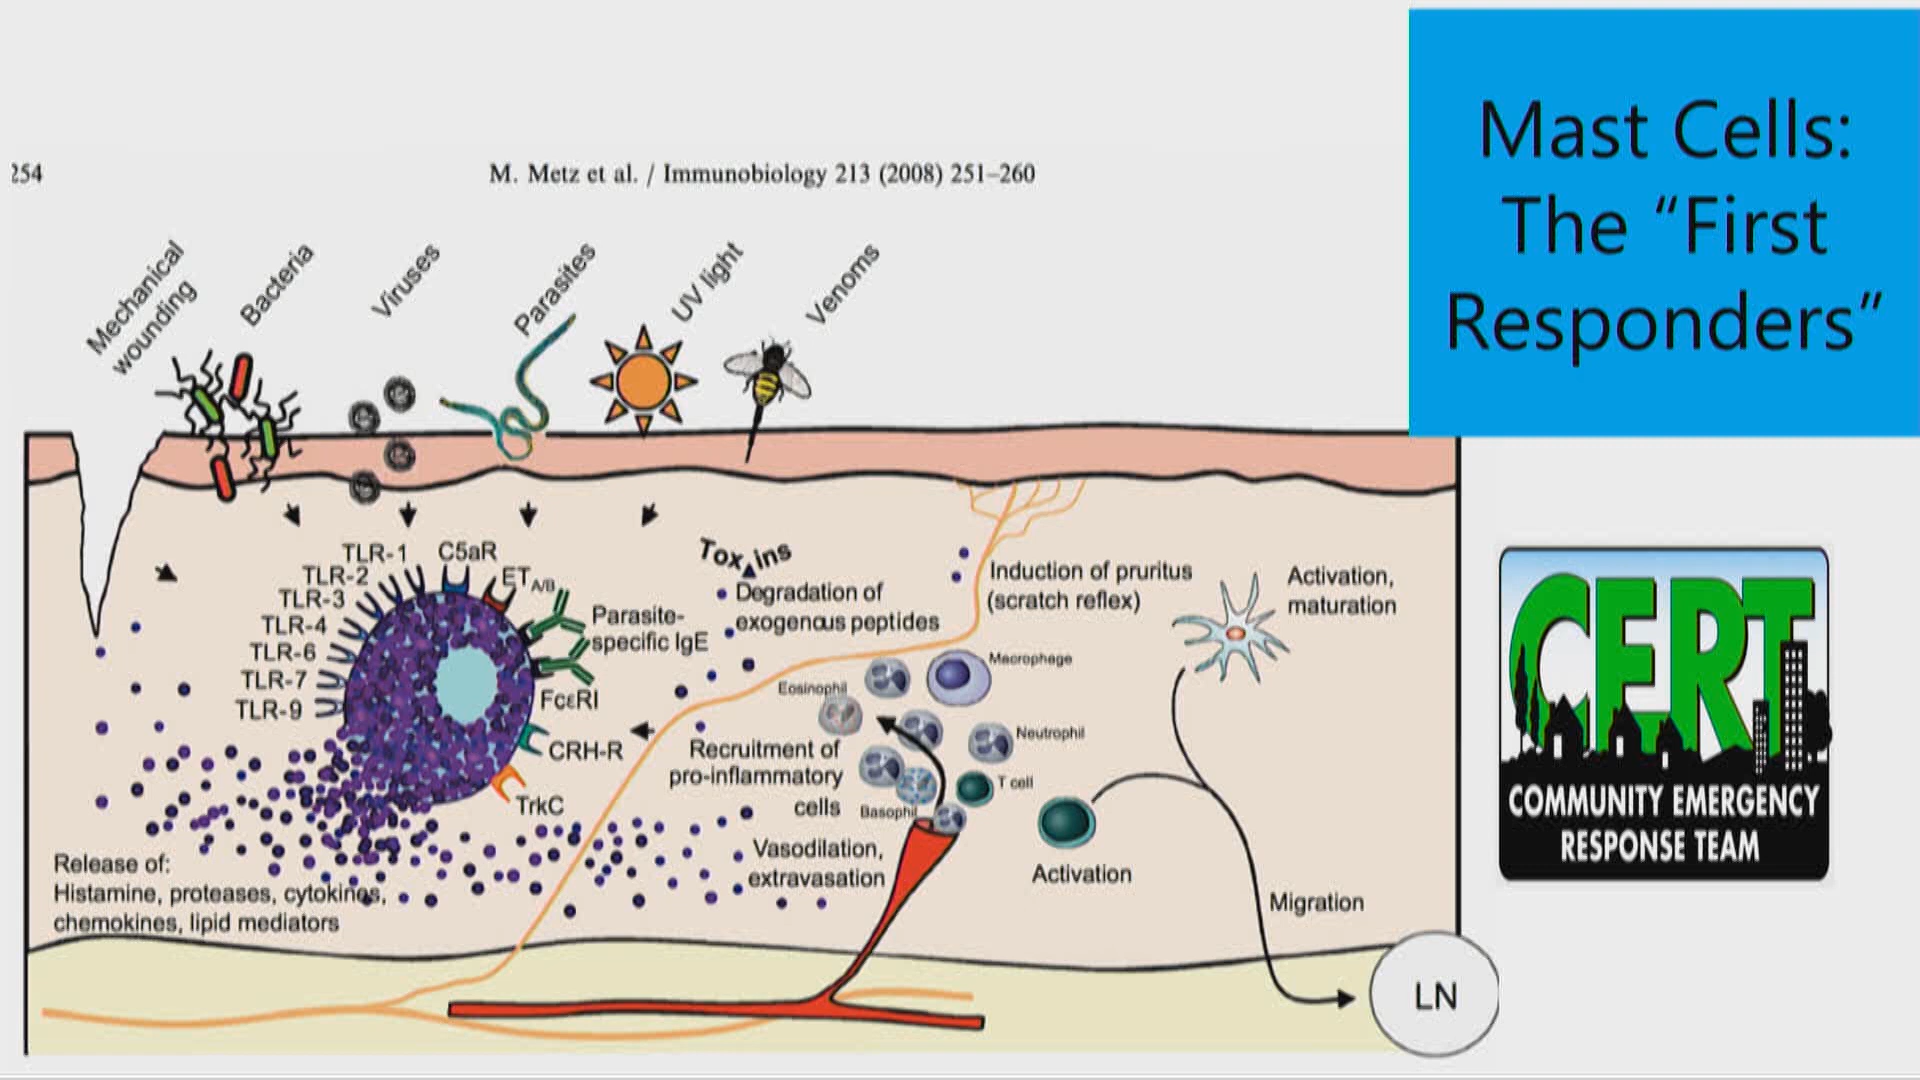 254
M. Metz et al. / Immunobiology 213 (2008) 251–260
Mast Cells:
The “First
Responders”
Mechanical
wounding
Bacteria
Viruses
Parasites
UV light
Venoms
TLR-1
TLR-2
TLR-3
TLR-4
TLR-6
TLR-7
TLR-9
C5aR
ETA/B
Parasite-
specific IgE
FcεRI
CRH-R
TrkC
Toxins
Degradation of
exogenous peptides
Induction of pruritus
(scratch reflex)
Activation,
maturation
Macrophage
Eosinophil
Neutrophil
T cell
Basophil
Recruitment of
pro-inflammatory
cells
Vasodilation,
extravasation
Activation
Migration
LN
Release of:
Histamine, proteases, cytokines,
chemokines, lipid mediators
CERT
COMMUNITY EMERGENCY
RESPONSE TEAM